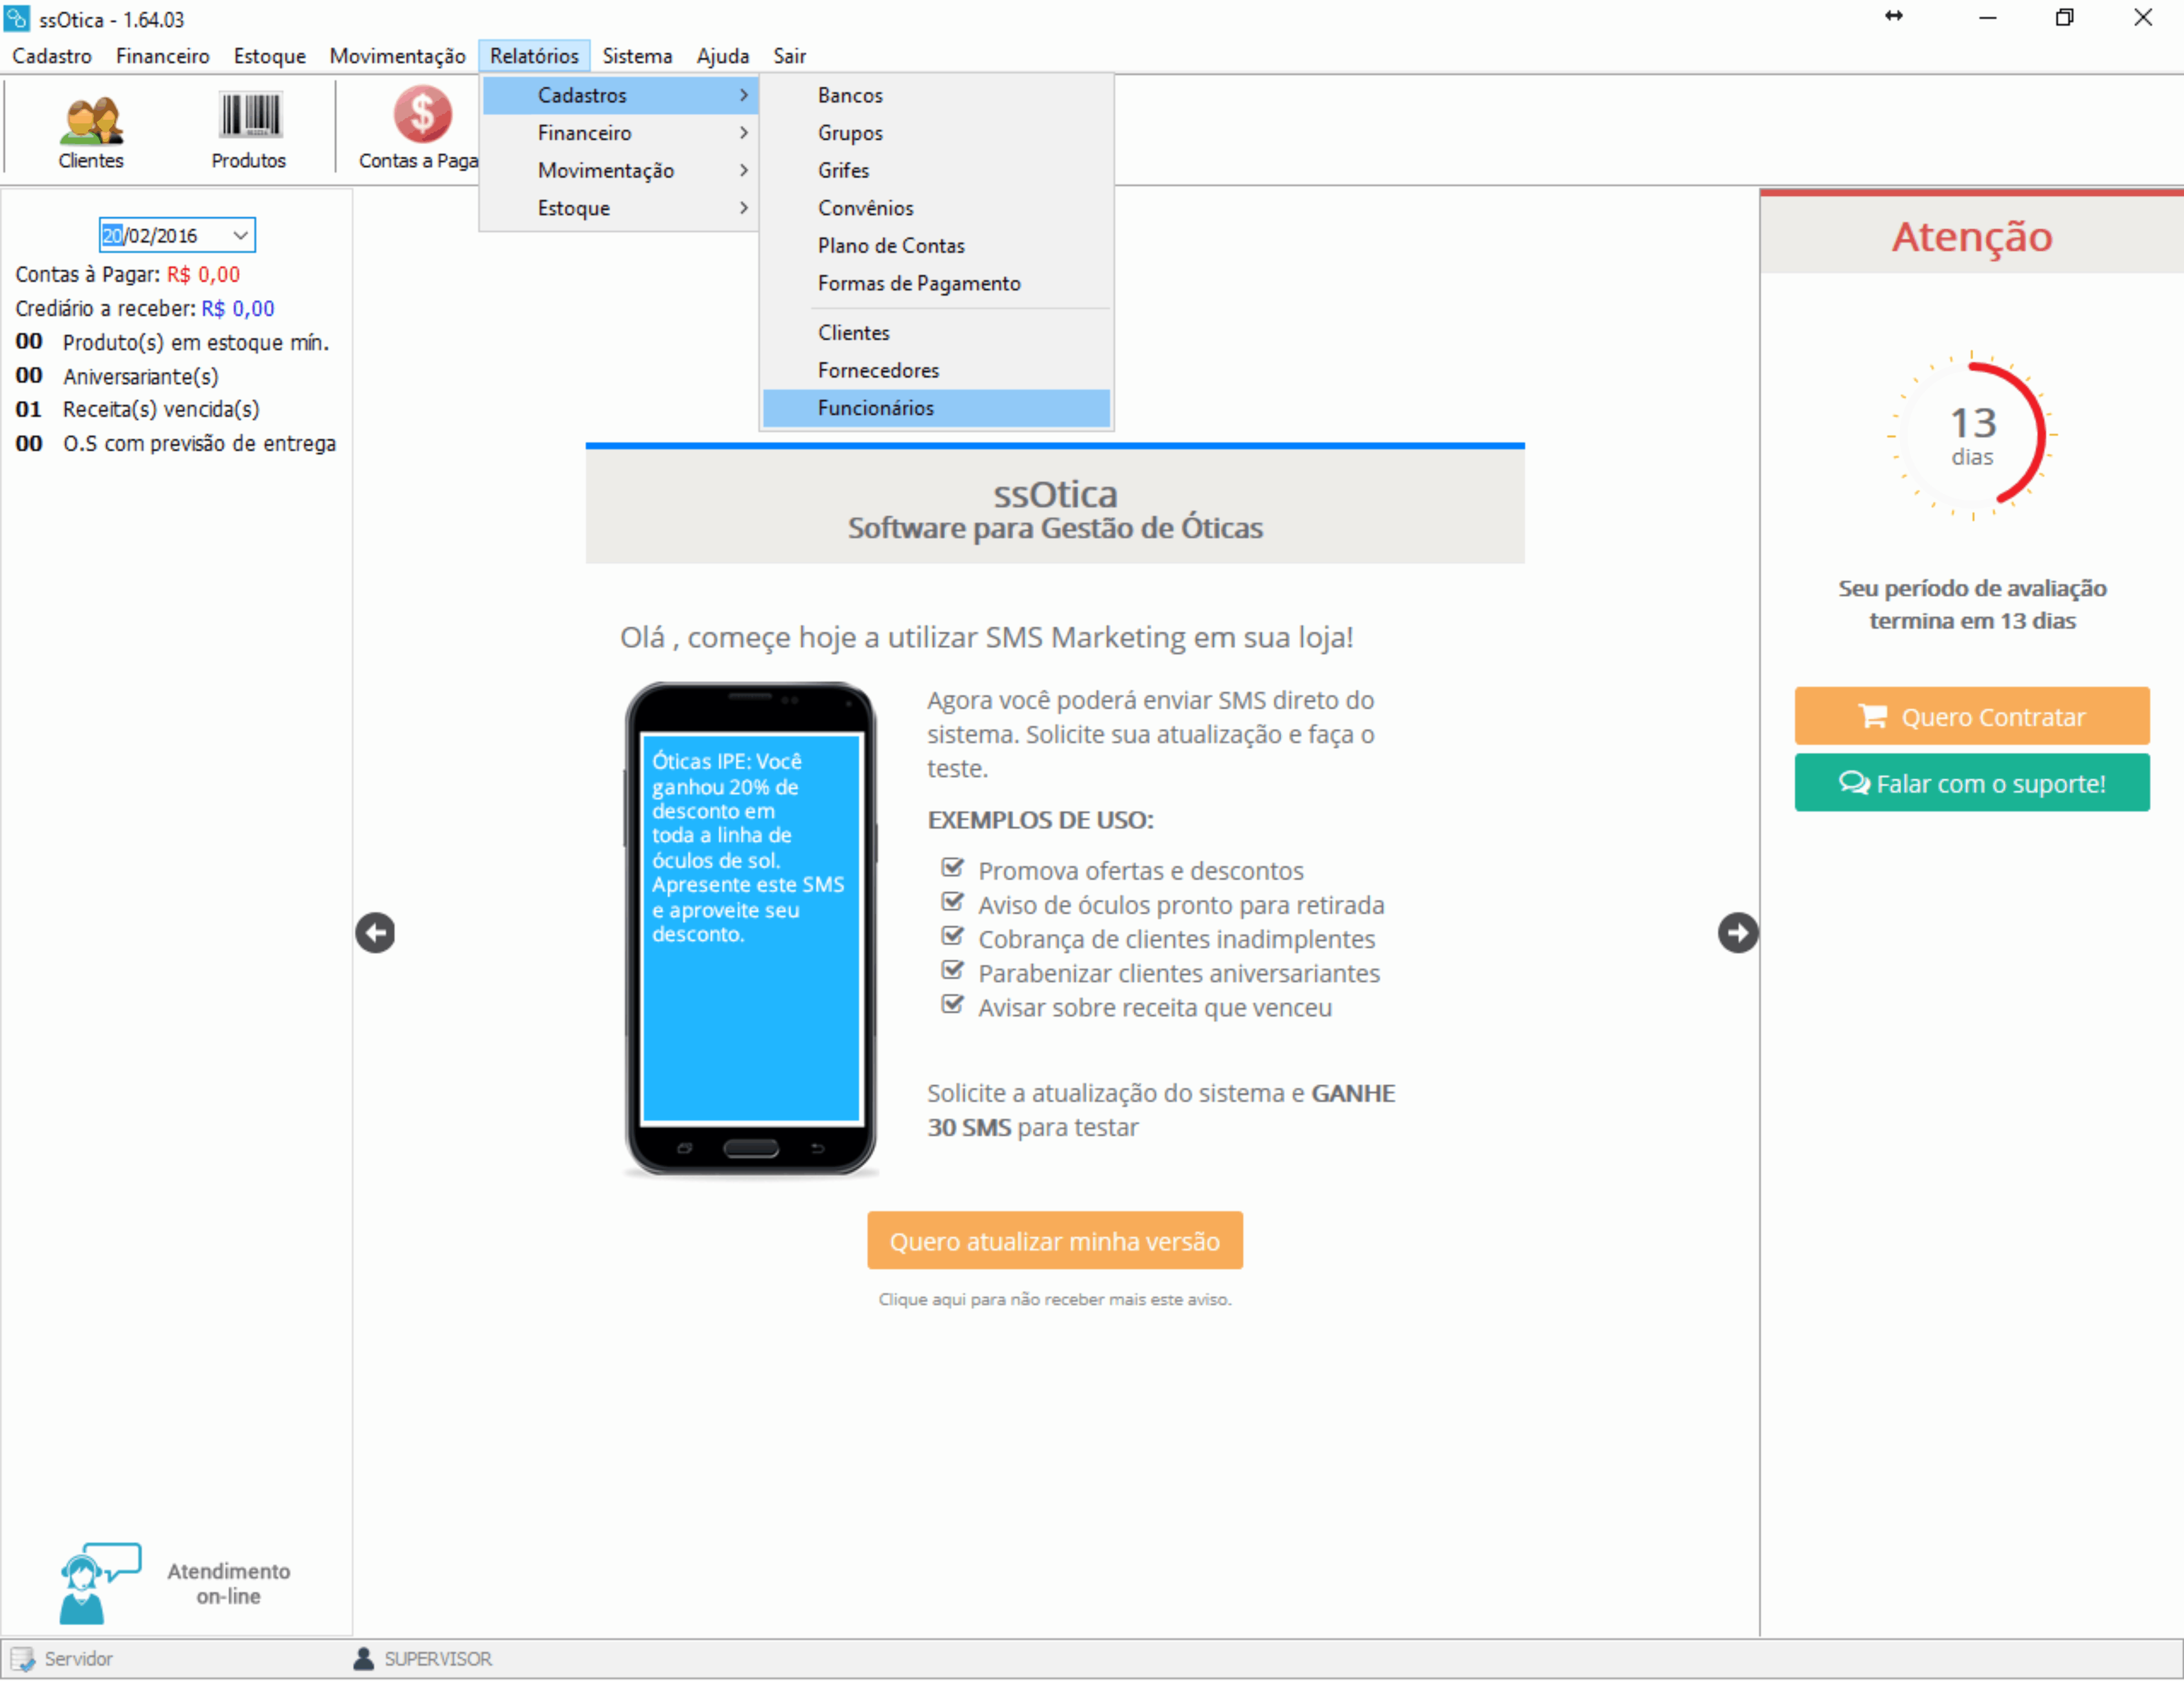 ssOtica - 1.64.03
Cadastro Financeiro Estoque Movimentação Relatórios Sistema Ajuda Sair
Clientes
Produtos
Contas a Paga
Cadastros
Financeiro
Movimentação
Estoque
Bancos
Grupos
Grifes
Convênios
Plano de Contas
Formas de Pagamento
Clientes
Fornecedores
Funcionários
20/02/2016
Contas à Pagar: R$ 0,00
Crediário a receber: R$ 0,00
00 Produto(s) em estoque mín.
00 Aniversariante(s)
01 Receita(s) vencida(s)
00 O.S com previsão de entrega
ssOtica
Software para Gestão de Óticas
Olá , começe hoje a utilizar SMS Marketing em sua loja!
Óticas IPE: Você
ganhou 20% de
desconto em
toda a linha de
óculos de sol.
Apresente este SMS
e aproveite seu
desconto.
Agora você poderá enviar SMS direto do
sistema. Solicite sua atualização e faça o
teste.
EXEMPLOS DE USO:
Promova ofertas e descontos
Aviso de óculos pronto para retirada
Cobrança de clientes inadimplentes
Parabenizar clientes aniversariantes
Avisar sobre receita que venceu
Solicite a atualização do sistema e GANHE
30 SMS para testar
Quero atualizar minha versão
Clique aqui para não receber mais este aviso.
Atenção
13
dias
Seu período de avaliação
termina em 13 dias
Quero Contratar
Falar com o suporte!
Atendimento
on-line
Servidor
SUPERVISOR